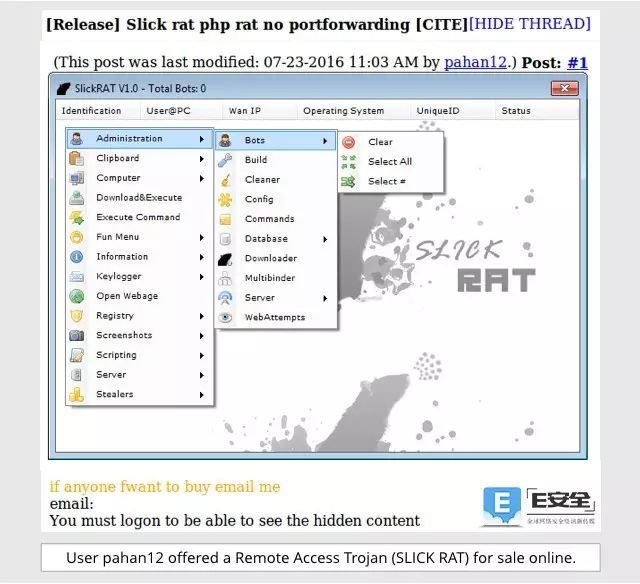 [Release] Slick rat php rat no portforwarding [CITE][HIDE THREAD]
(This post was last modified: 07-23-2016 11:03 AM by pahan12.) Post: #1
SlickRAT V1.0 - Total Bots: 0
Identification User@PC Wan IP Operating System UniqueID Status
Administration
Clipboard
Computer
Download&Execute
Execute Command
Fun Menu
Information
Keylogger
Open Webage
Registry
Screenshots
Scripting
Server
Stealers
Bots
Build
Cleaner
Config
Commands
Database
Downloader
Multibinder
Server
WebAttempts
Clear
Select All
Select #
SLICK
RAT
if anyone fwant to buy email me
email:
You must logon to be able to see the hidden content
E安全
全球网络安全资讯新传媒
User pahan12 offered a Remote Access Trojan (SLICK RAT) for sale online.